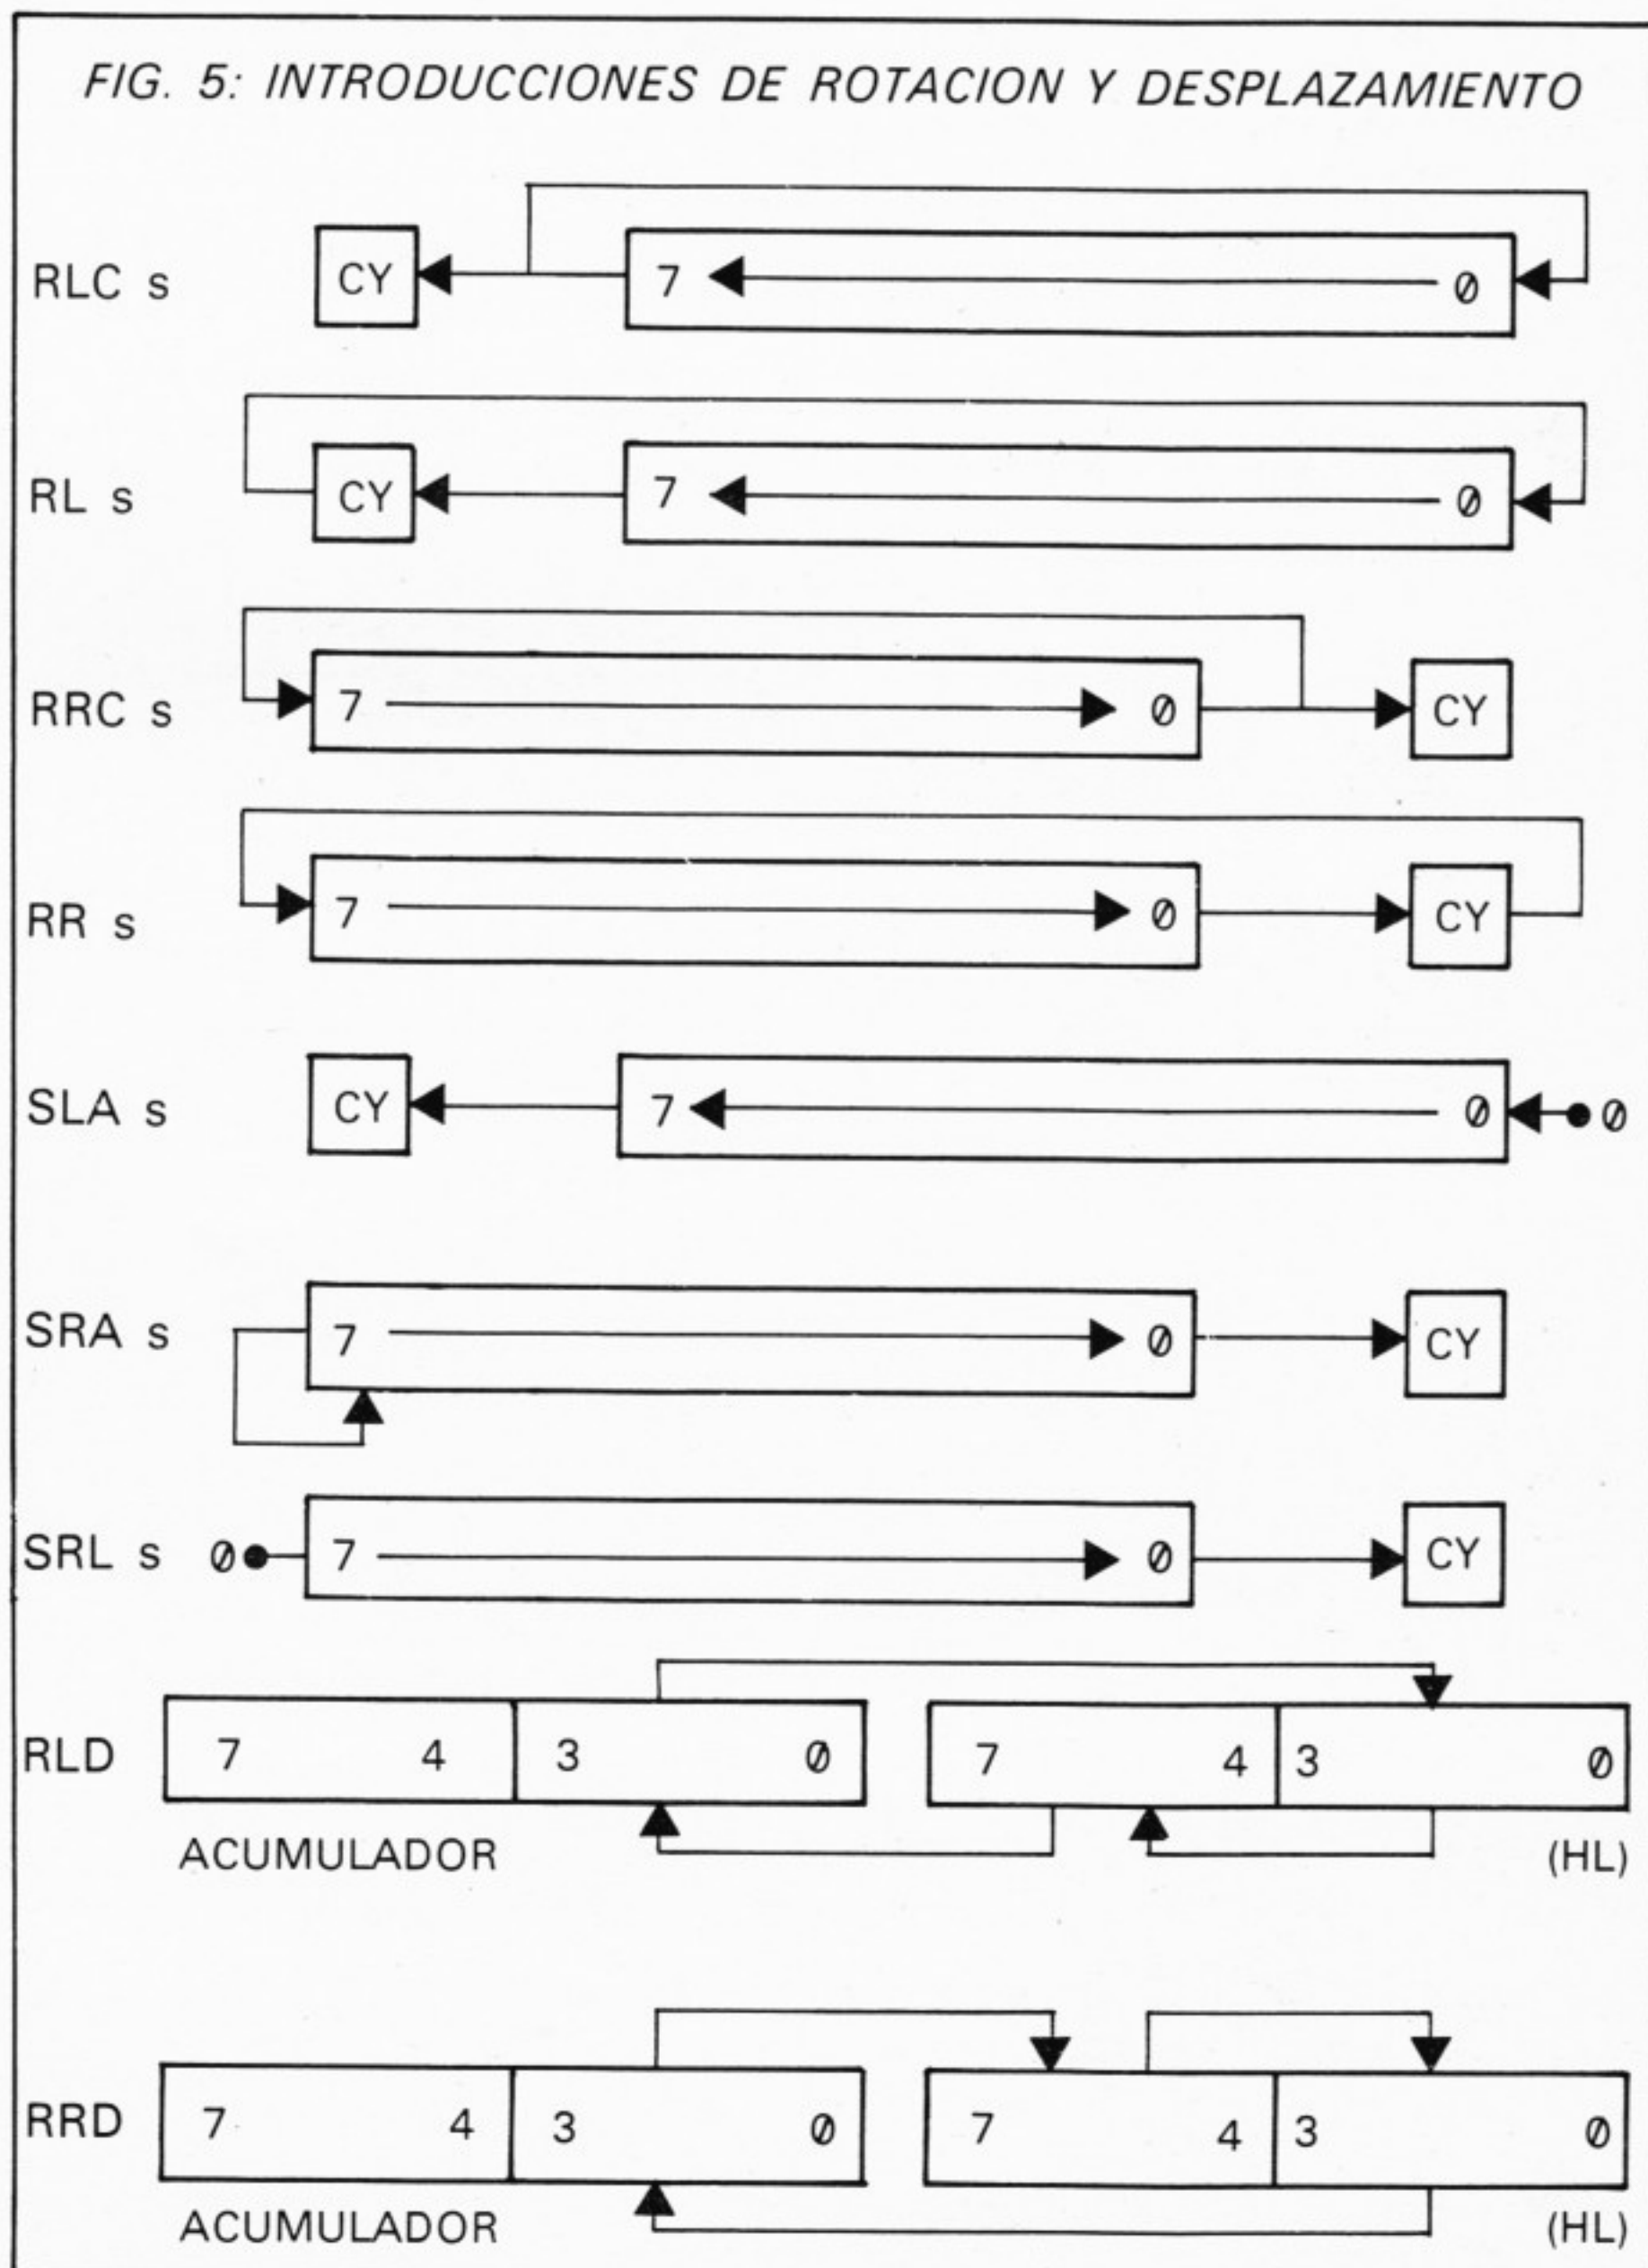 FIG. 5: INTRODUCCIONES DE ROTACION Y DESPLAZAMIENTO
RLC s CY 7 0
RL s CY 7 0
RRC s 7 0 CY
RR s 7 0 CY
SLA s CY 7 0 0
SRA s 7 0 CY
SRL s 0 7 0 CY
RLD 7 4 3 0 7 4 3 0
ACUMULADOR (HL)
RRD 7 4 3 0 7 4 3 0
ACUMULADOR (HL)